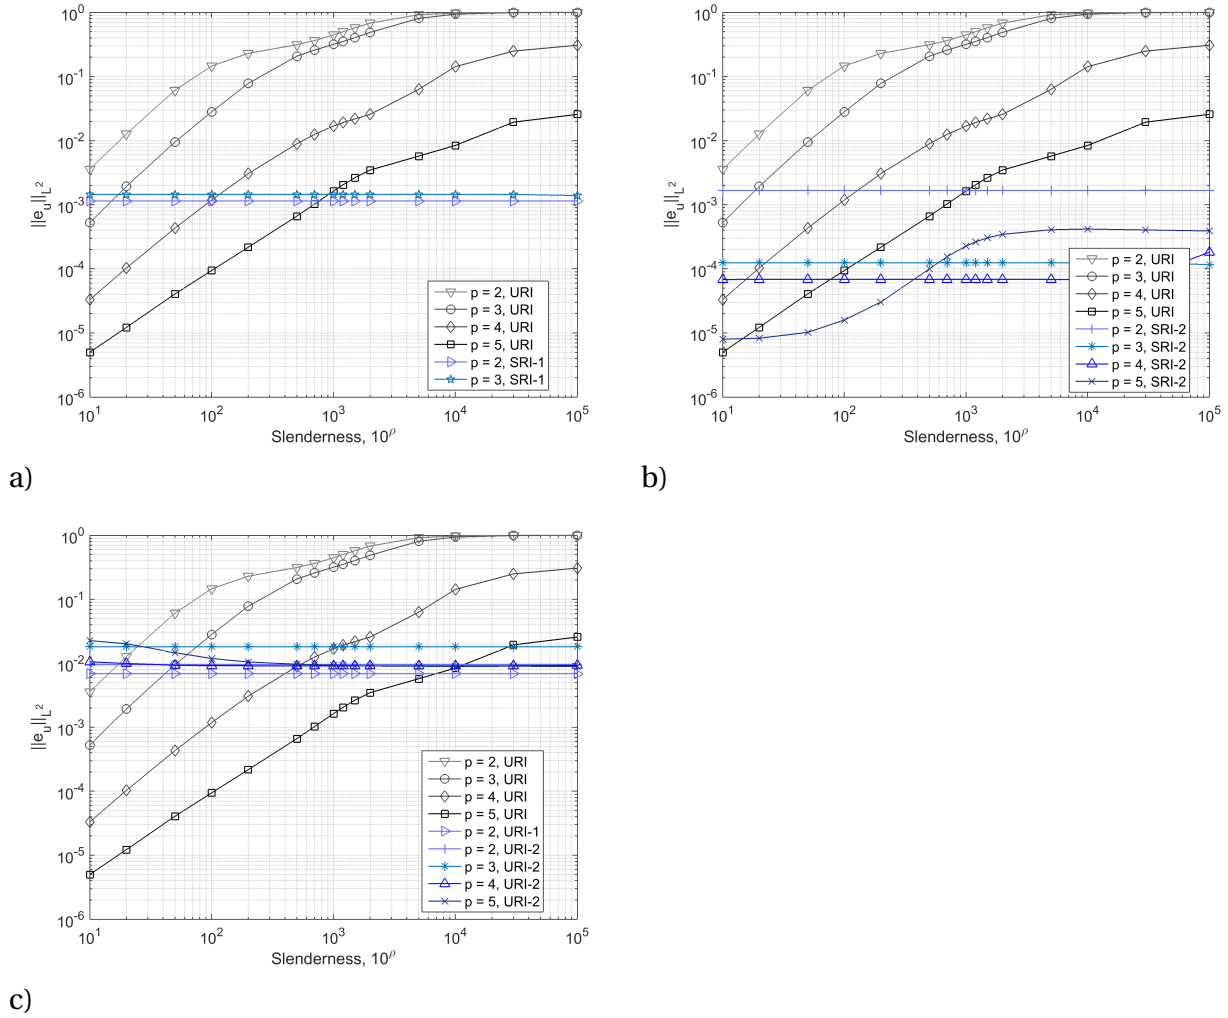 10^0
10^-1
10^-2
10^-3
10^-4
10^-5
10^-6
||e_u||_L^2
p = 2, URI
p = 3, URI
p = 4, URI
p = 5, URI
p = 2, SRI-1
p = 3, SRI-1
10^1
10^2
10^3
10^4
10^5
Slenderness, 10^ρ
a)
10^0
10^-1
10^-2
10^-3
10^-4
10^-5
10^-6
||e_u||_L^2
p = 2, URI
p = 3, URI
p = 4, URI
p = 5, URI
p = 2, SRI-2
p = 3, SRI-2
p = 4, SRI-2
p = 5, SRI-2
10^1
10^2
10^3
10^4
10^5
Slenderness, 10^ρ
b)
10^0
10^-1
10^-2
10^-3
10^-4
10^-5
10^-6
||e_u||_L^2
p = 2, URI
p = 3, URI
p = 4, URI
p = 5, URI
p = 2, URI-1
p = 2, URI-2
p = 3, URI-2
p = 4, URI-2
p = 5, URI-2
10^1
10^2
10^3
10^4
10^5
Slenderness, 10^ρ
c)